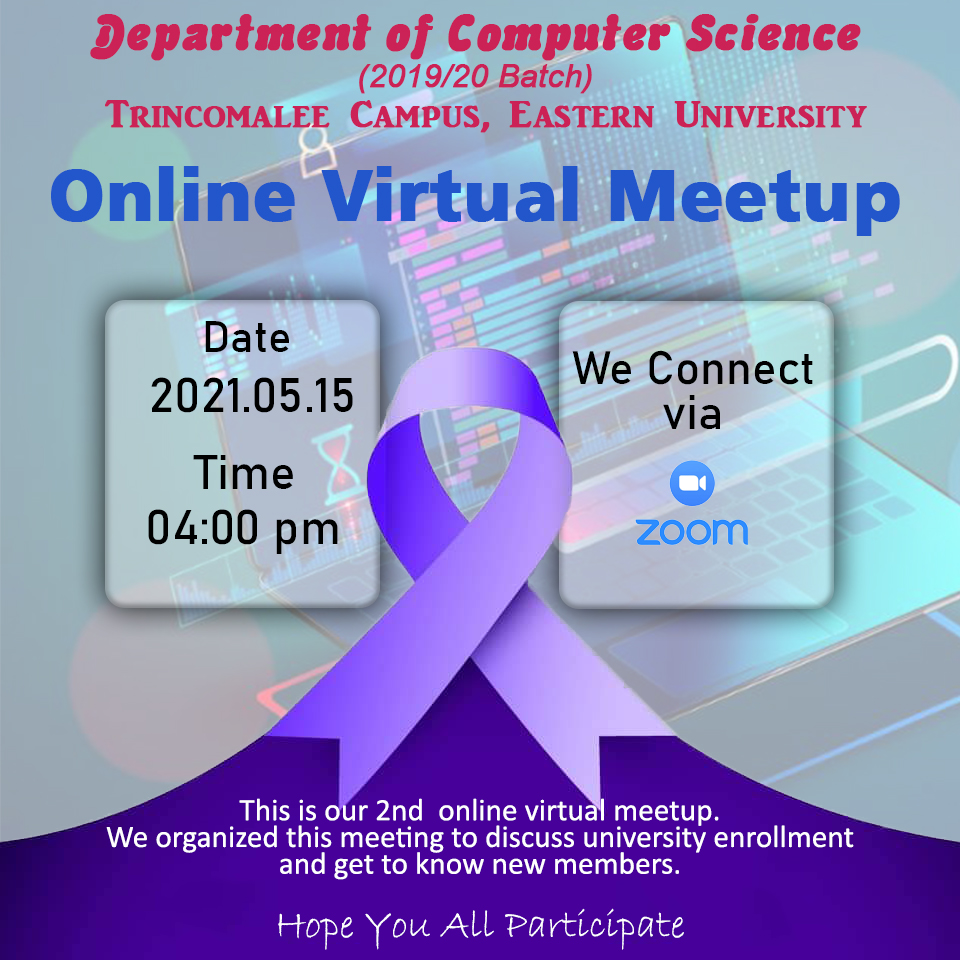 Department of Computer Science
(2019/20 Batch)
Trincomalee Campus, Eastern University
Online Virtual Meetup
Date
2021.05.15
Time
04:00 pm
We Connect
via
zoom
This is our 2nd online virtual meetup.
We organized this meeting to discuss university enrollment
and get to know new members.
Hope You All Participate